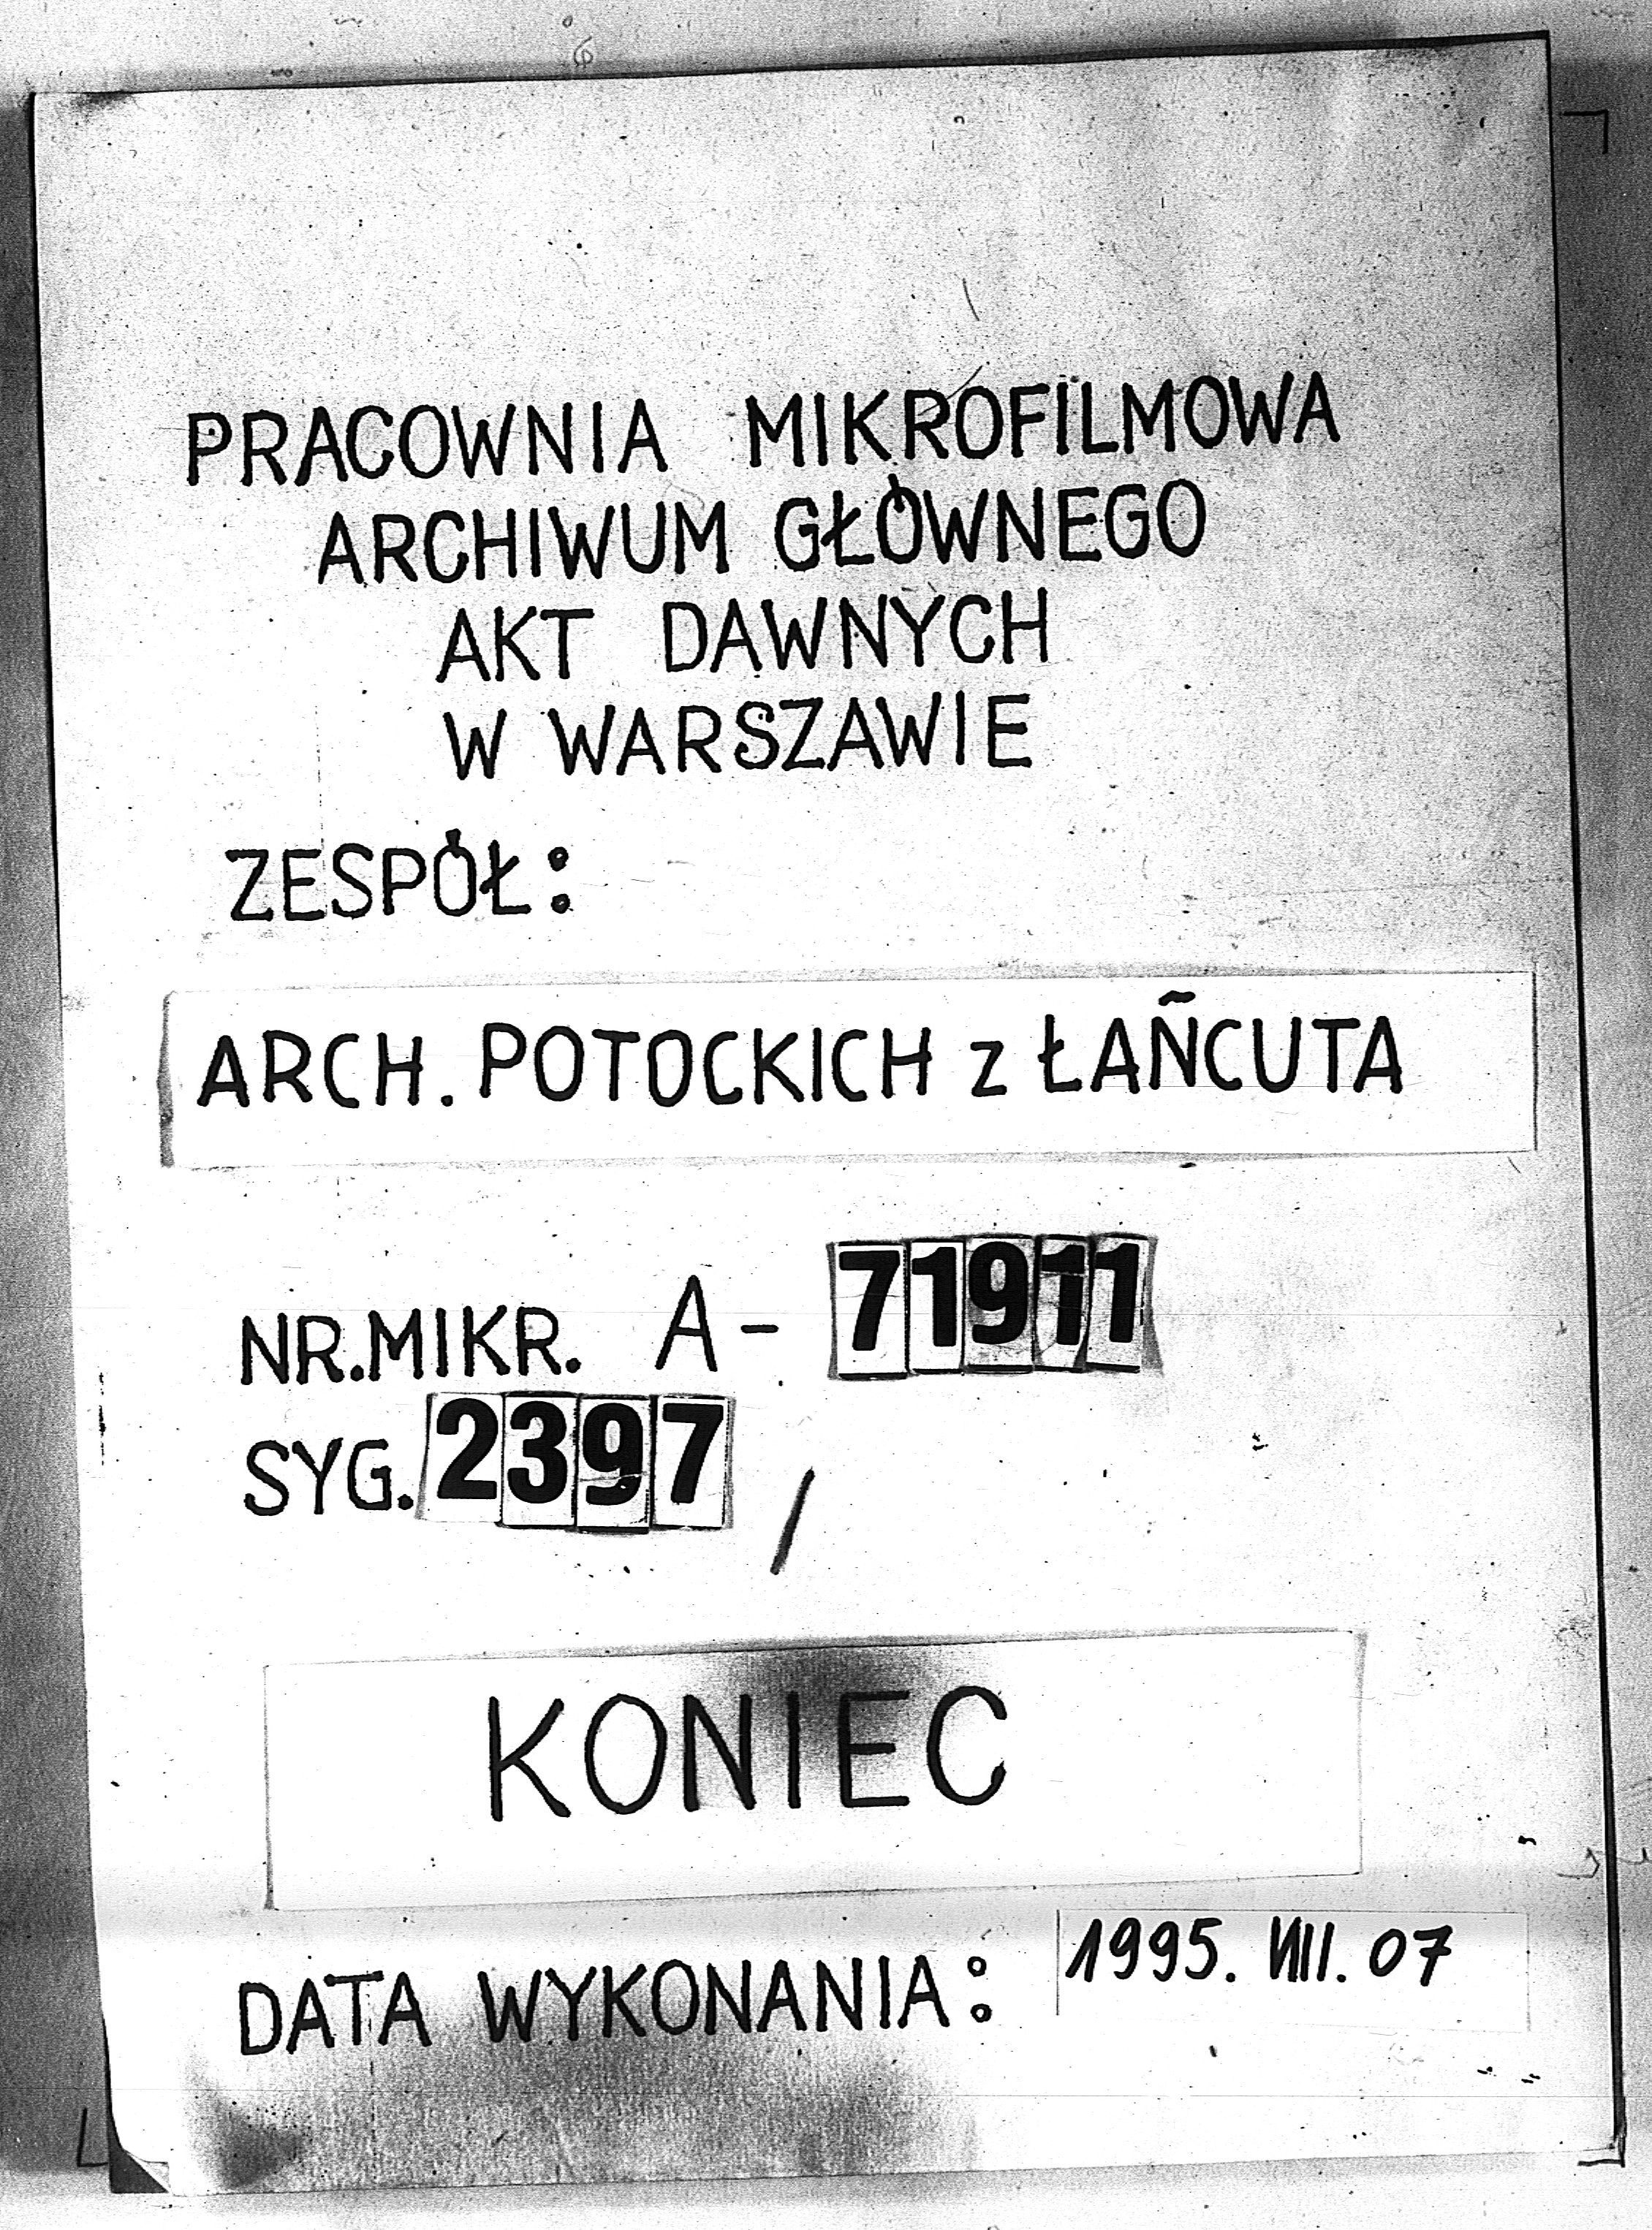 PRACOWNIA MIKROFILMOWA
ARCHIWUM GŁÓWNEGO
AKT DAWNYCH
W WARSZAWIE
ZESPÓŁ:
ARCH. POTOCKICH z ŁAŃCUTA
NR.MIKR. A- 71911
SYG. 2397 /
KONIEC
DATA WYKONANIA: 1995. VIII. 07